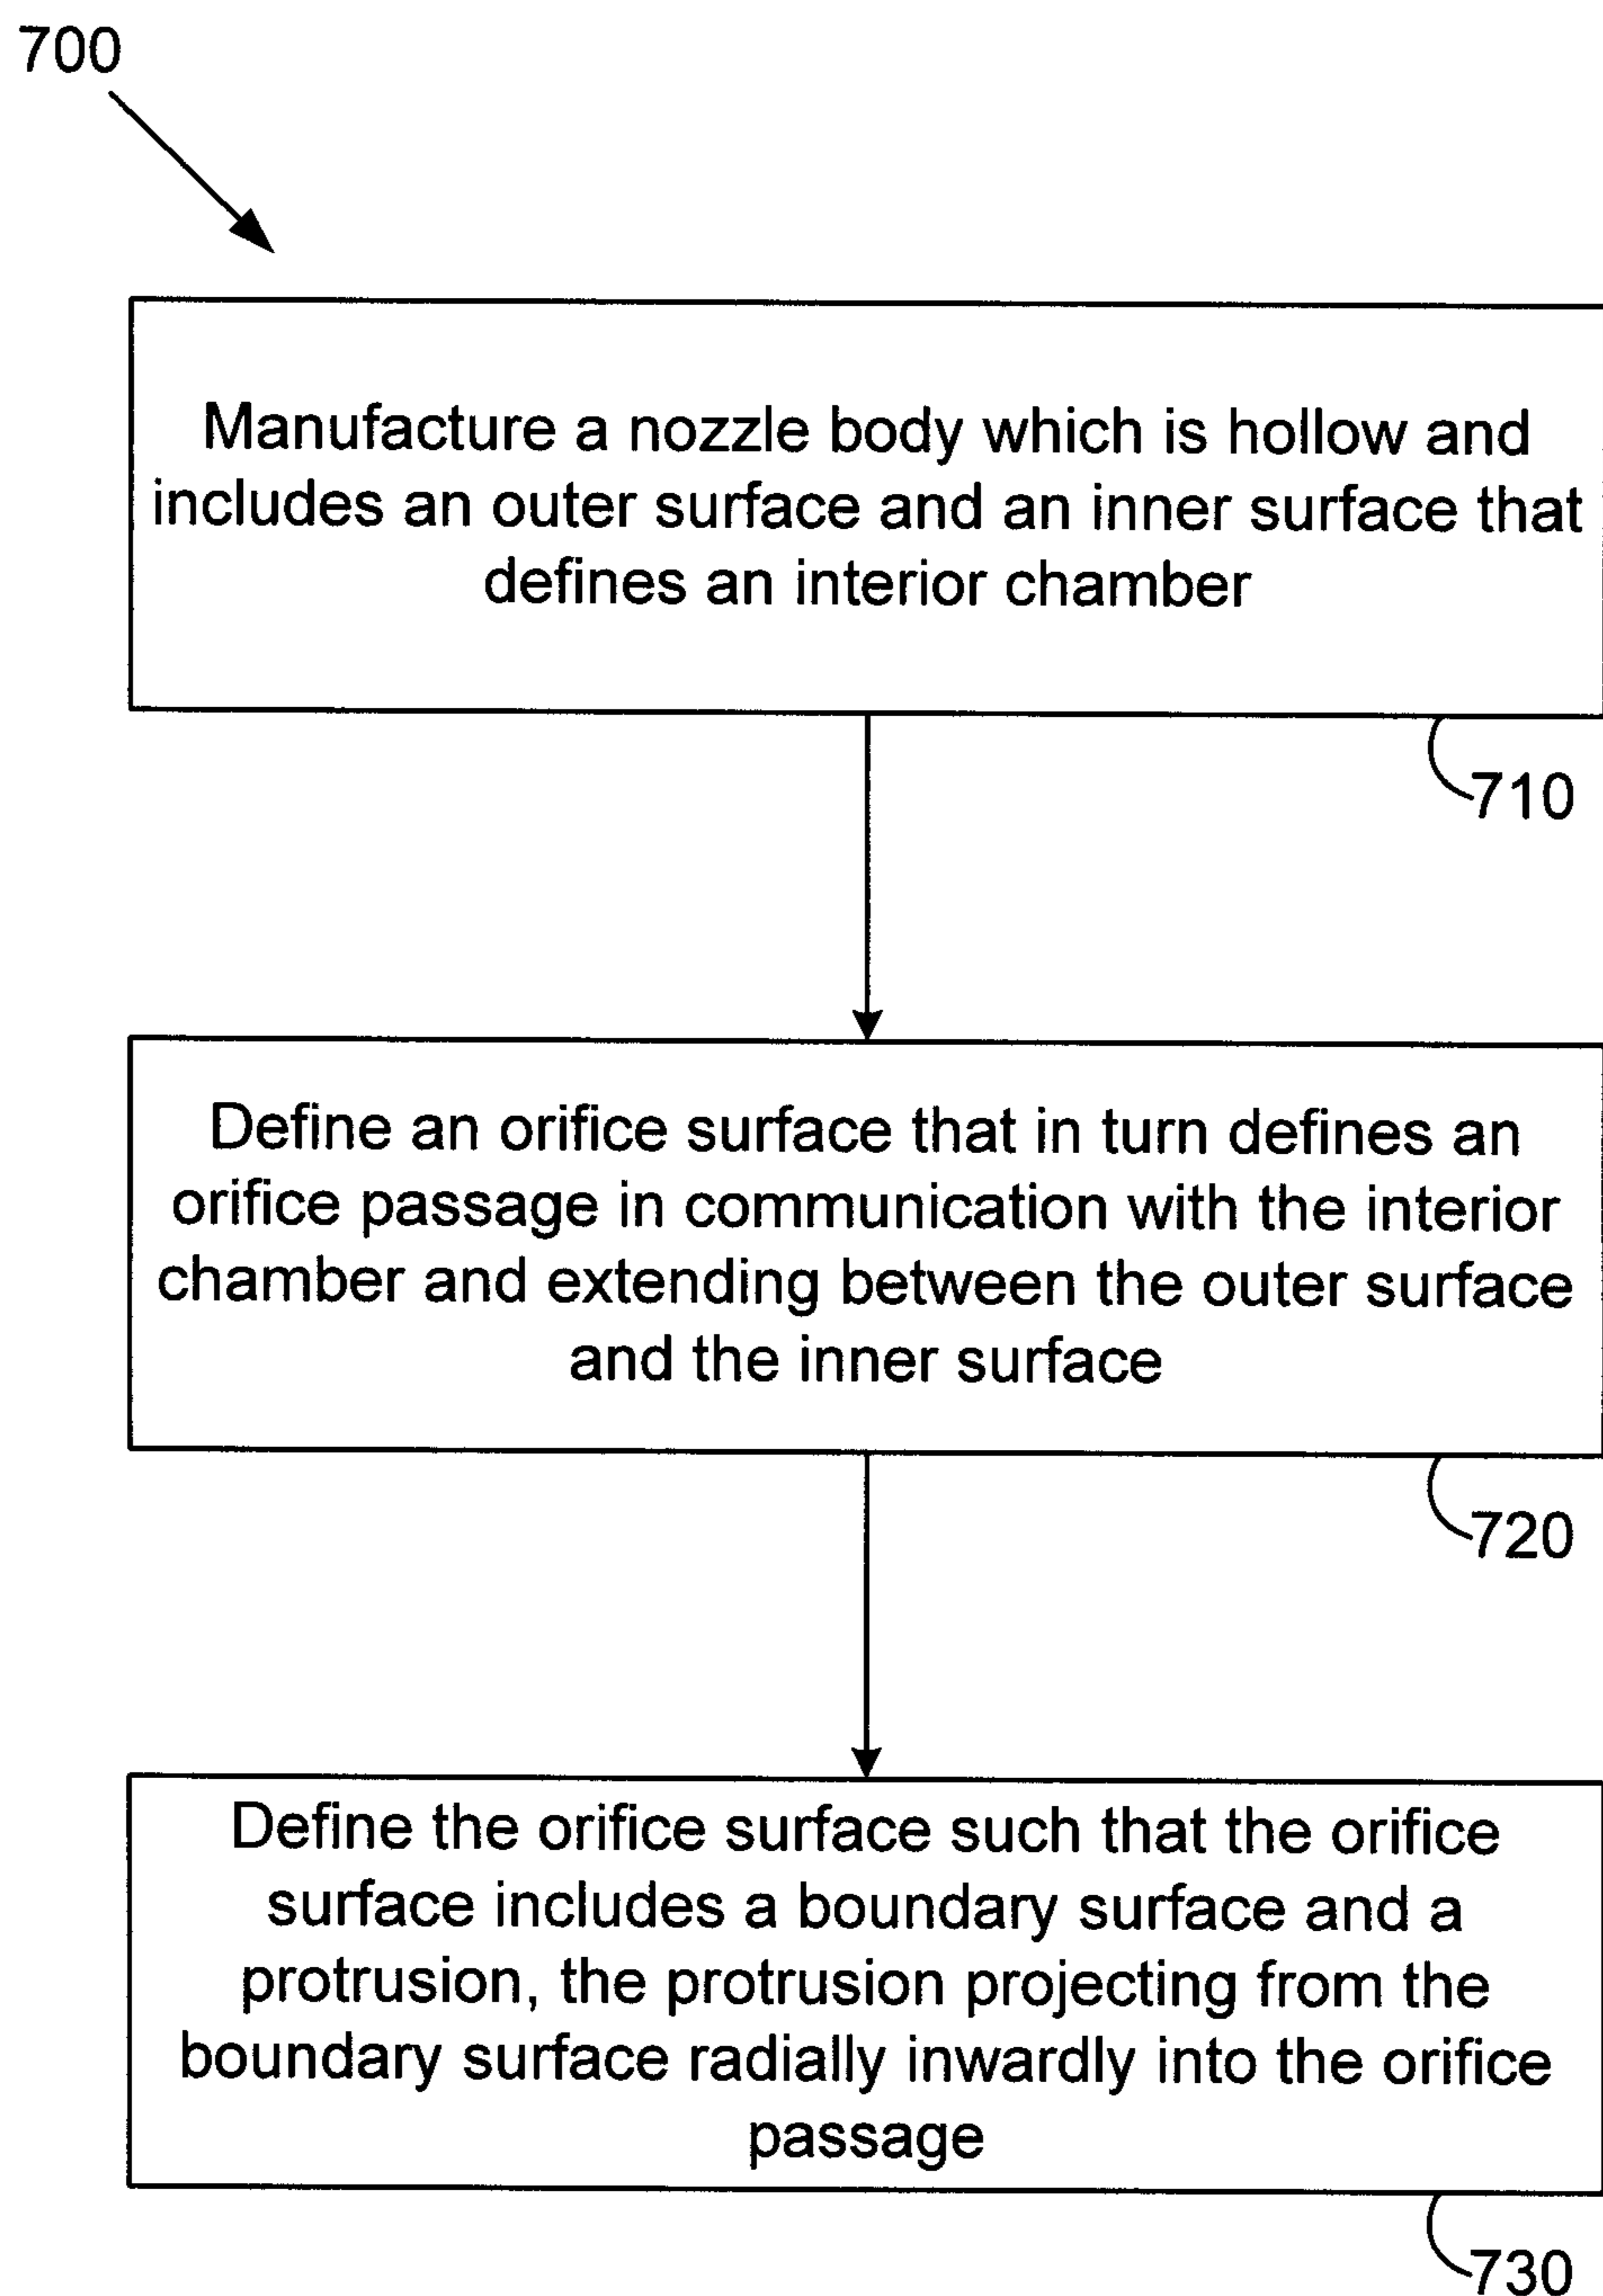 700
Manufacture a nozzle body which is hollow and
includes an outer surface and an inner surface that
defines an interior chamber
710
Define an orifice surface that in turn defines an
orifice passage in communication with the interior
chamber and extending between the outer surface
and the inner surface
720
Define the orifice surface such that the orifice
surface includes a boundary surface and a
protrusion, the protrusion projecting from the
boundary surface radially inwardly into the orifice
passage
730